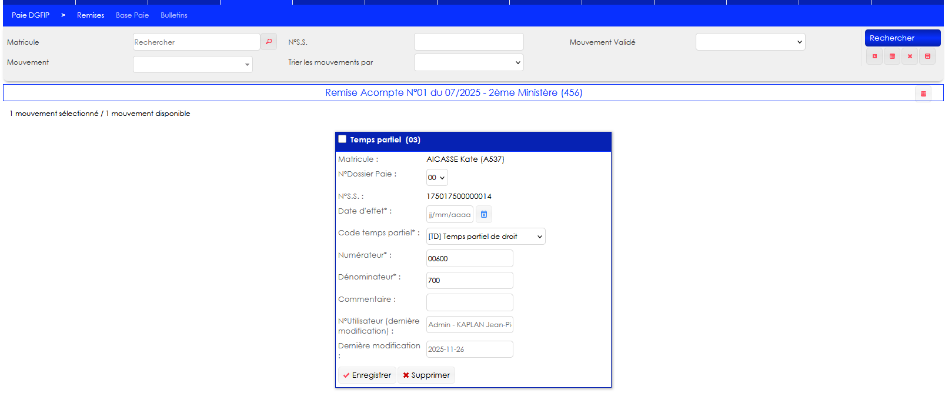 Paie DGFIP ➤ Remises Base Paie Bulletins
Matricule Rechercher N°S.S. Mouvement Validé Rechercher
Mouvement Trier les mouvements par
Remise Acompte N°01 du 07/2025 - 2ème Ministère (456)
1 mouvement sélectionné / 1 mouvement disponible
Temps partiel (03)
Matricule : AICASSE Kate (A537)
N°Dossier Paie : 00
N°S.S. : 175017500000014
Date d'effet* : jj/mm/aaaa
Code temps partiel* : (TD) Temps partiel de droit
Numérateur* : 00600
Dénominateur* : 700
Commentaire :
N°Utilisateur (dernière
modification) : Admin - KAPLAN Jean-Pi
Dernière modification
: 2025-11-26
Enregistrer Supprimer